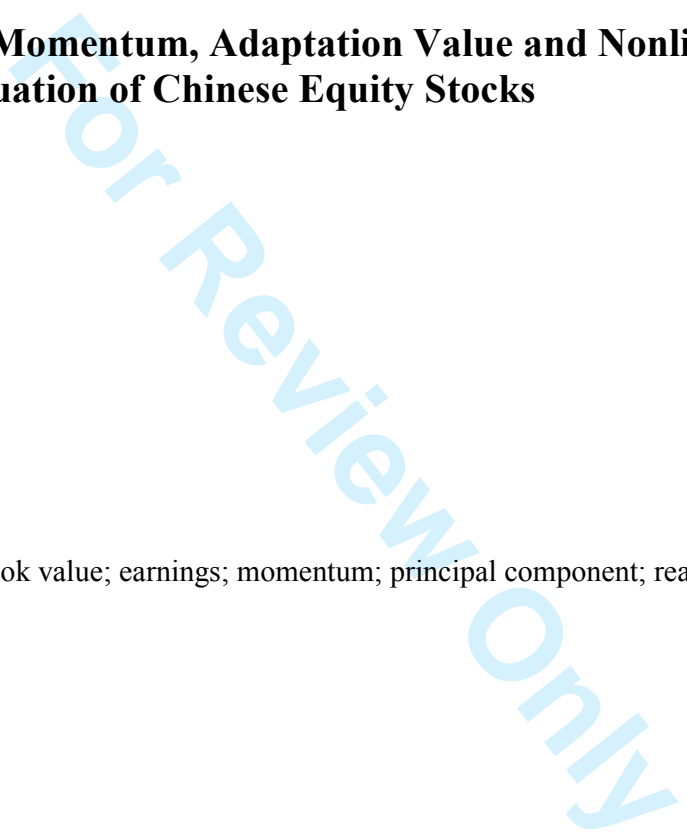 Momentum, Adaptation Value and Nonli
uation of Chinese Equity Stocks
For Review Only
ok value; earnings; momentum; principal component; rea